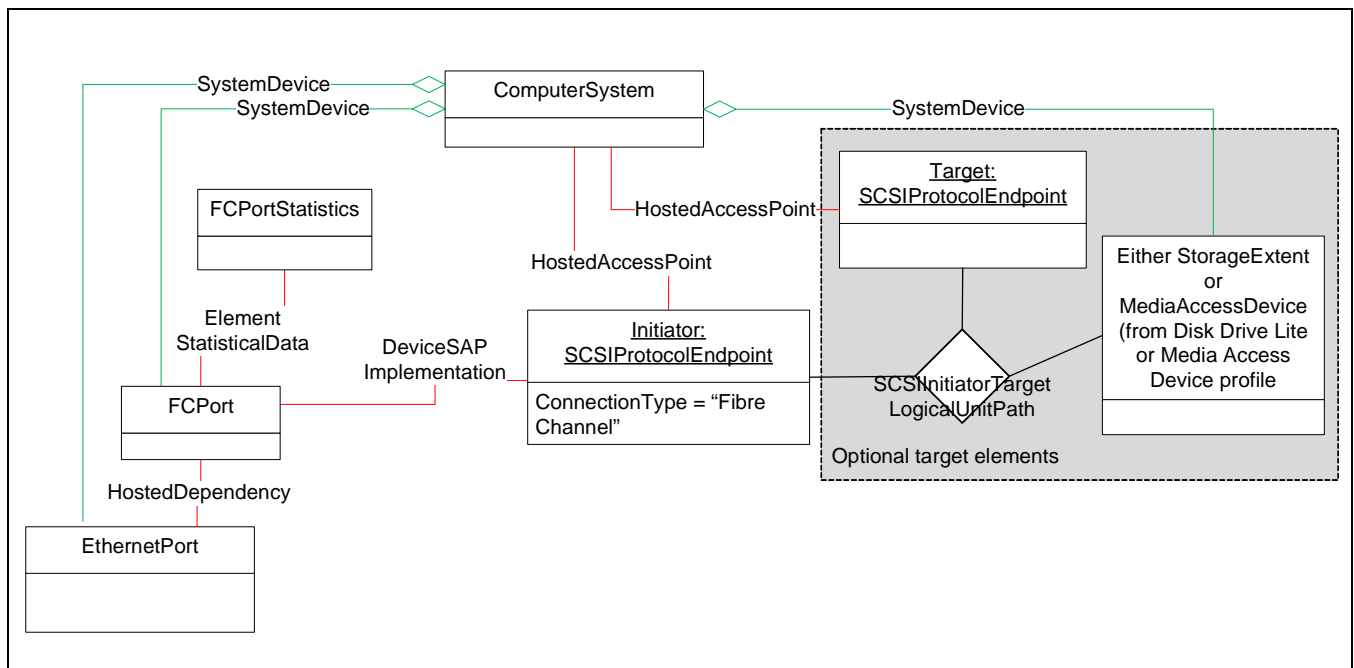 SystemDevice
SystemDevice
ComputerSystem
SystemDevice
Target:
SCSIProtocolEndpoint
FCPortStatistics
HostedAccessPoint
HostedAccessPoint
Either StorageExtent
or
MediaAccessDevice
(from Disk Drive Lite
or Media Access
Device profile
Element
StatisticalData
DeviceSAP
Implementation
Initiator:
SCSIProtocolEndpoint
ConnectionType = “Fibre
Channel”
SCSIInitiatorTarget
LogicalUnitPath
FCPort
Optional target elements
HostedDependency
EthernetPort